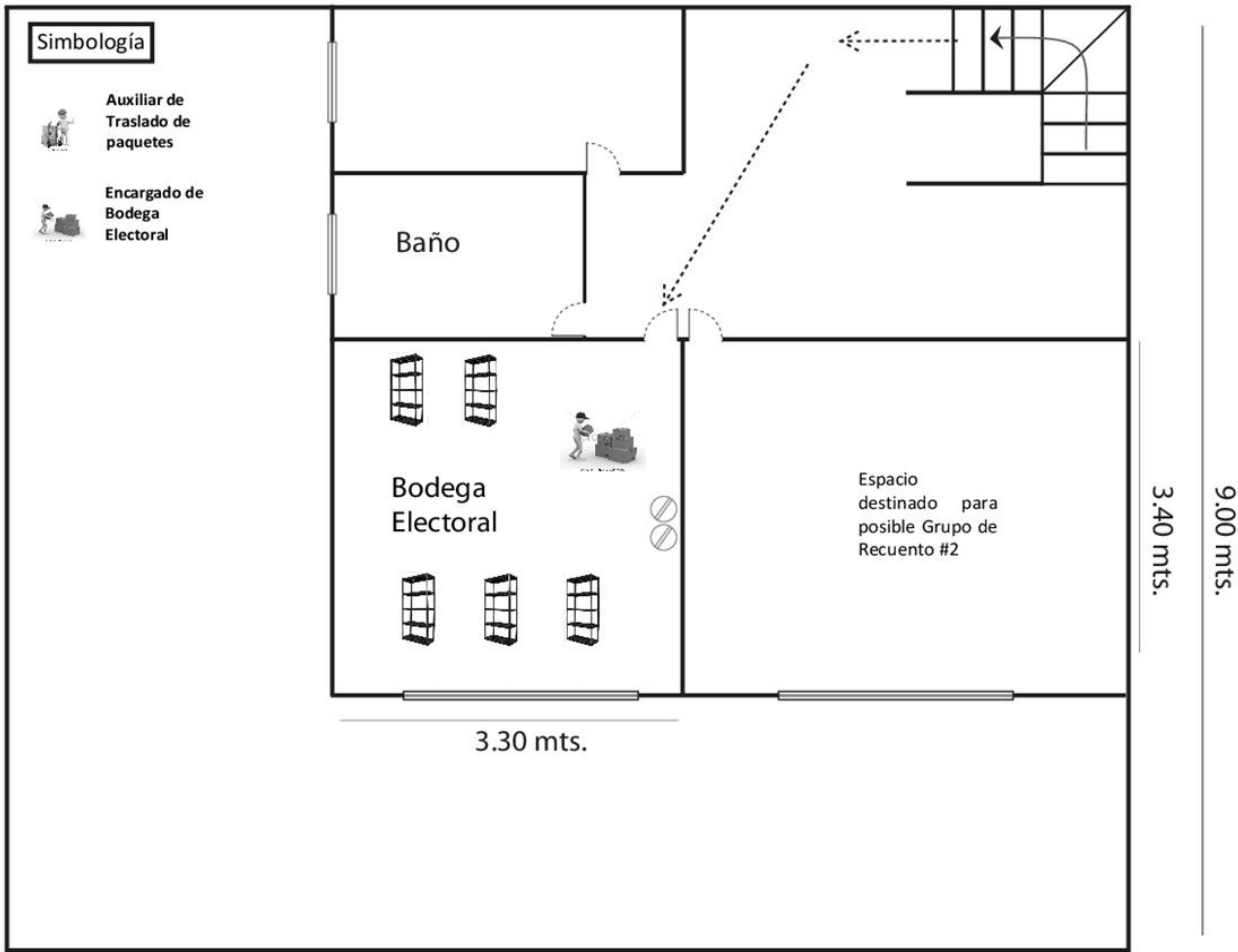 Simbología
Auxiliar de
Traslado de
paquetes
Encargado de
Bodega
Electoral
Baño
Bodega
Electoral
Espacio
destinado para
posible Grupo de
Recuento #2
3.40 mts.
9.00 mts.
3.30 mts.